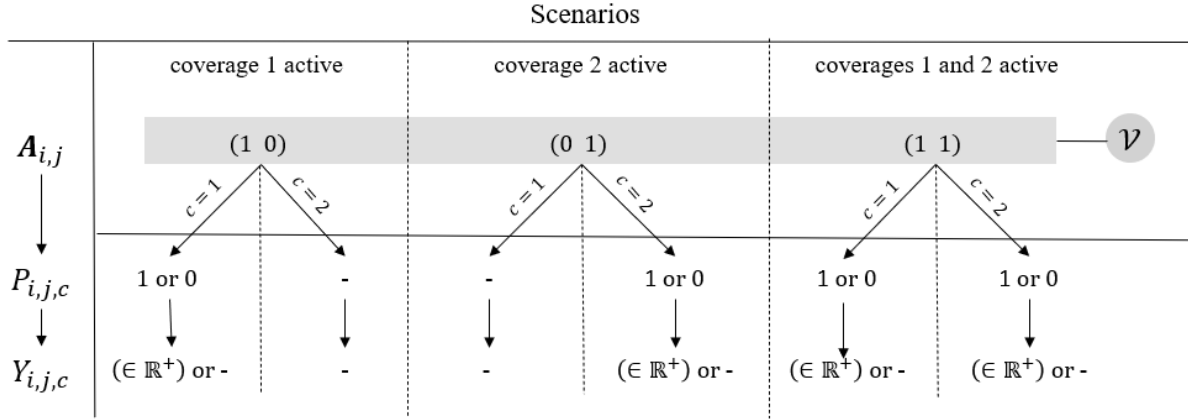 Scenarios
coverage 1 active coverage 2 active coverages 1 and 2 active
𝑨_{i,j} (1 0) (0 1) (1 1) 𝒱
c = 1 c = 2 c = 1 c = 2 c = 1 c = 2
P_{i,j,c} 1 or 0 - - 1 or 0 1 or 0 1 or 0
Y_{i,j,c} (∈ ℝ⁺) or - - - (∈ ℝ⁺) or - (∈ ℝ⁺) or - (∈ ℝ⁺) or -